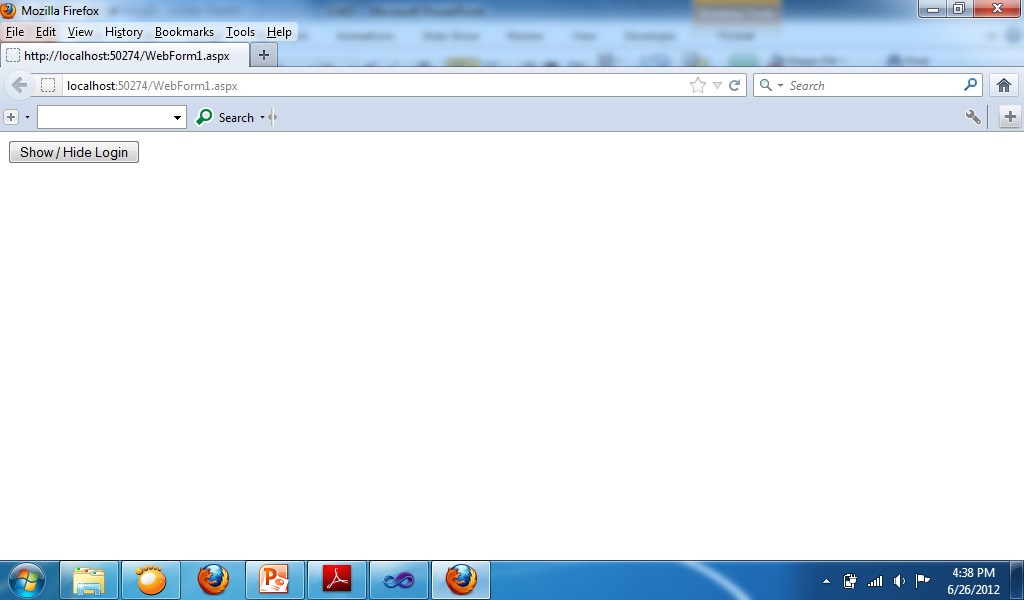 Mozilla Firefox
File Edit View History Bookmarks Tools Help
http://localhost:50274/WebForm1.aspx
localhost:50274/WebForm1.aspx
Search
Search
Show / Hide Login
4:38 PM
6/26/2012